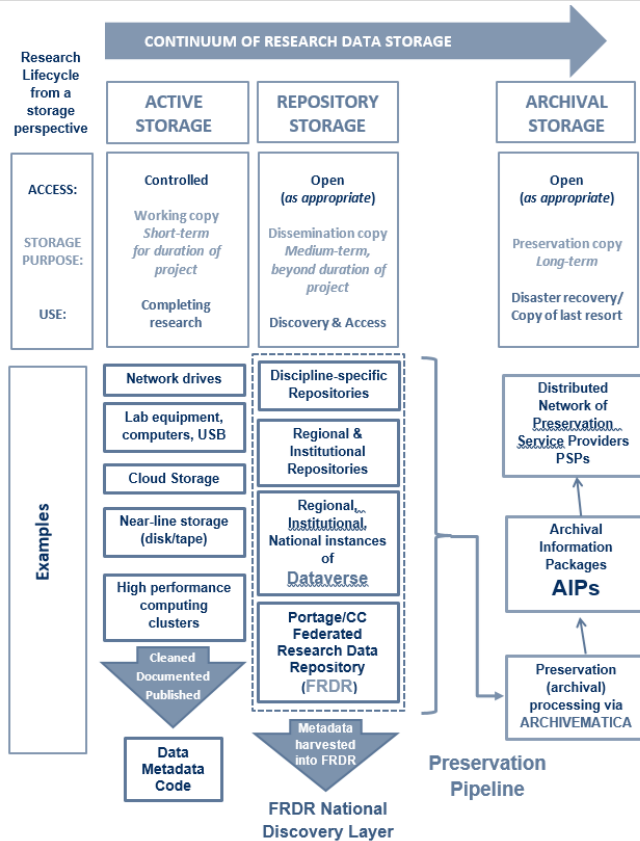 CONTINUUM OF RESEARCH DATA STORAGE
Research
Lifecycle
from a
storage
perspective
ACTIVE
STORAGE
REPOSITORY
STORAGE
ARCHIVAL
STORAGE
ACCESS:
STORAGE
PURPOSE:
USE:
Controlled
Working copy
Short-term
for duration of
project
Completing
research
Open
(as appropriate)
Dissemination copy
Medium-term,
beyond duration of
project
Discovery & Access
Open
(as appropriate)
Preservation copy
Long-term
Disaster recovery/
Copy of last resort
Examples
Network drives
Lab equipment,
computers, USB
Cloud Storage
Near-line storage
(disk/tape)
High performance
computing
clusters
Cleaned
Documented
Published
Data
Metadata
Code
Discipline-specific
Repositories
Regional &
Institutional
Repositories
Regional,
Institutional,
National instances
of
Dataverse
Portage/CC
Federated
Research Data
Repository
(FRDR)
Metadata
harvested
into FRDR
FRDR National
Discovery Layer
Distributed
Network of
Preservation
Service Providers
PSPs
Archival
Information
Packages
AIPs
Preservation
(archival)
processing via
ARCHIVEMATICA
Preservation
Pipeline